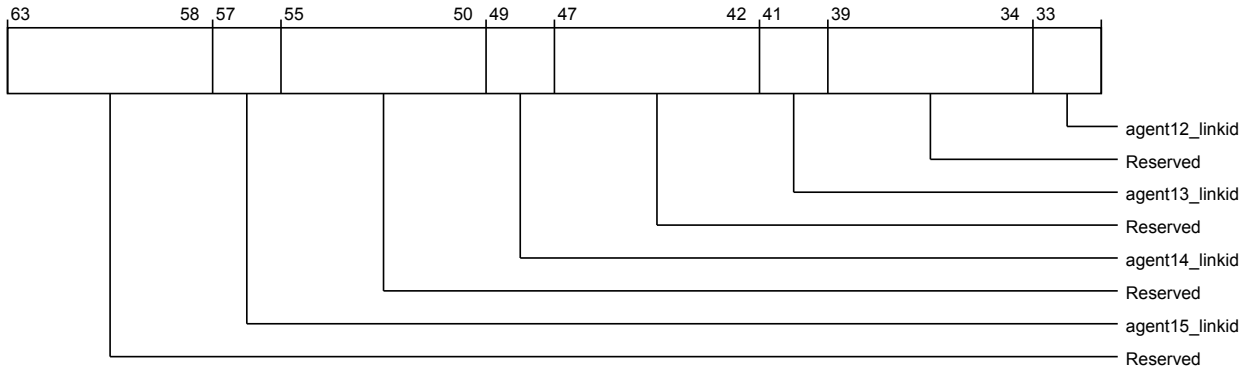 63 58 57 55 50 49 47 42 41 39 34 33
agent12_linkid
Reserved
agent13_linkid
Reserved
agent14_linkid
Reserved
agent15_linkid
Reserved